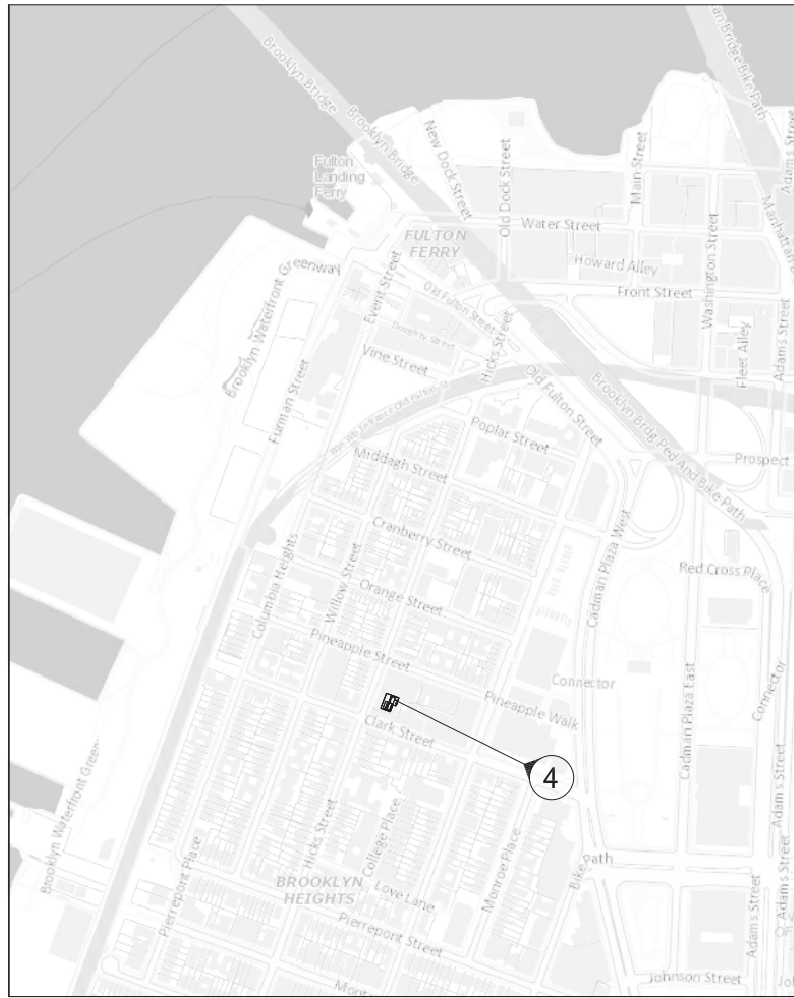 Brooklyn Bridge
Brooklyn Bridge
New Dock Street
Old Dock Street
Main Street
Adams Street
Fulton
Landing
Ferry
FULTON
FERRY
Water Street
Howard Alley
Front Street
Washington Street
Manhattan
Brooklyn Waterfront Greenway
Event Street
Old Fulton Street
Doughty Street
Vine Street
Hicks Street
Furman Street
Old Fulton Street
Fleet Alley
Adams Street
Brooklyn Brdg Ped And Bike Path
Poplar Street
Middagh Street
Prospect
Cranberry Street
Columbia Heights
Willow Street
Orange Street
Cadman Plaza West
Red Cross Place
Pineapple Street
Connector
Pineapple Walk
Connector
Clark Street
Cadman Plaza East
4
Brooklyn Waterfront Green
Hicks Street
College Place
Monroe Place
Adams Street
Pierrepont Place
BROOKLYN
HEIGHTS
Love Lane
Bike Path
Pierrepont Street
Adams Street
Adams Street
Johnson Street